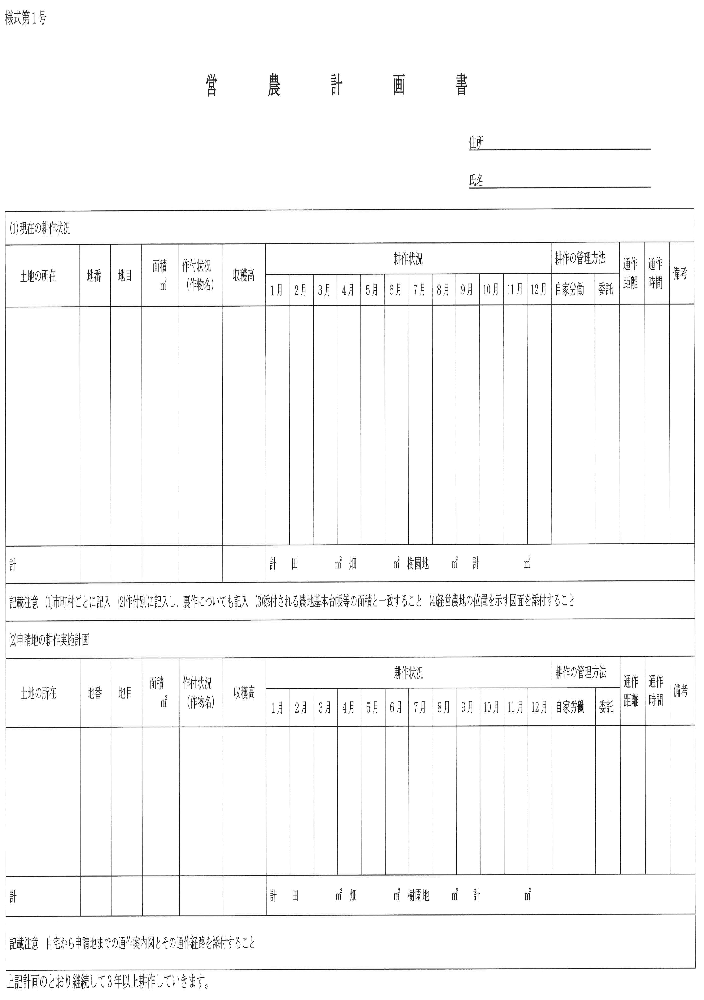 様式第１号
営農計画書
住所
氏名
(1)現在の耕作状況
土地の所在 地番 地目 面積 ㎡ 作付状況 (作物名) 収穫高 耕作状況 耕作の管理方法 通作距離 通作時間 備考
1月 2月 3月 4月 5月 6月 7月 8月 9月 10月 11月 12月 自家労働 委託
計 計 田 ㎡ 畑 ㎡ 樹園地 ㎡ 計 ㎡
記載注意 (1)市町村ごとに記入 (2)作付別に記入し、裏作についても記入 (3)添付される農地基本台帳等の面積と一致すること (4)経営農地の位置を示す図面を添付すること
(2)申請地の耕作実施計画
土地の所在 地番 地目 面積 ㎡ 作付状況 (作物名) 収穫高 耕作状況 耕作の管理方法 通作距離 通作時間 備考
1月 2月 3月 4月 5月 6月 7月 8月 9月 10月 11月 12月 自家労働 委託
計 計 田 ㎡ 畑 ㎡ 樹園地 ㎡ 計 ㎡
記載注意 自宅から申請地までの通作案内図とその通作経路を添付すること
上記計画のとおり継続して３年以上耕作していきます。